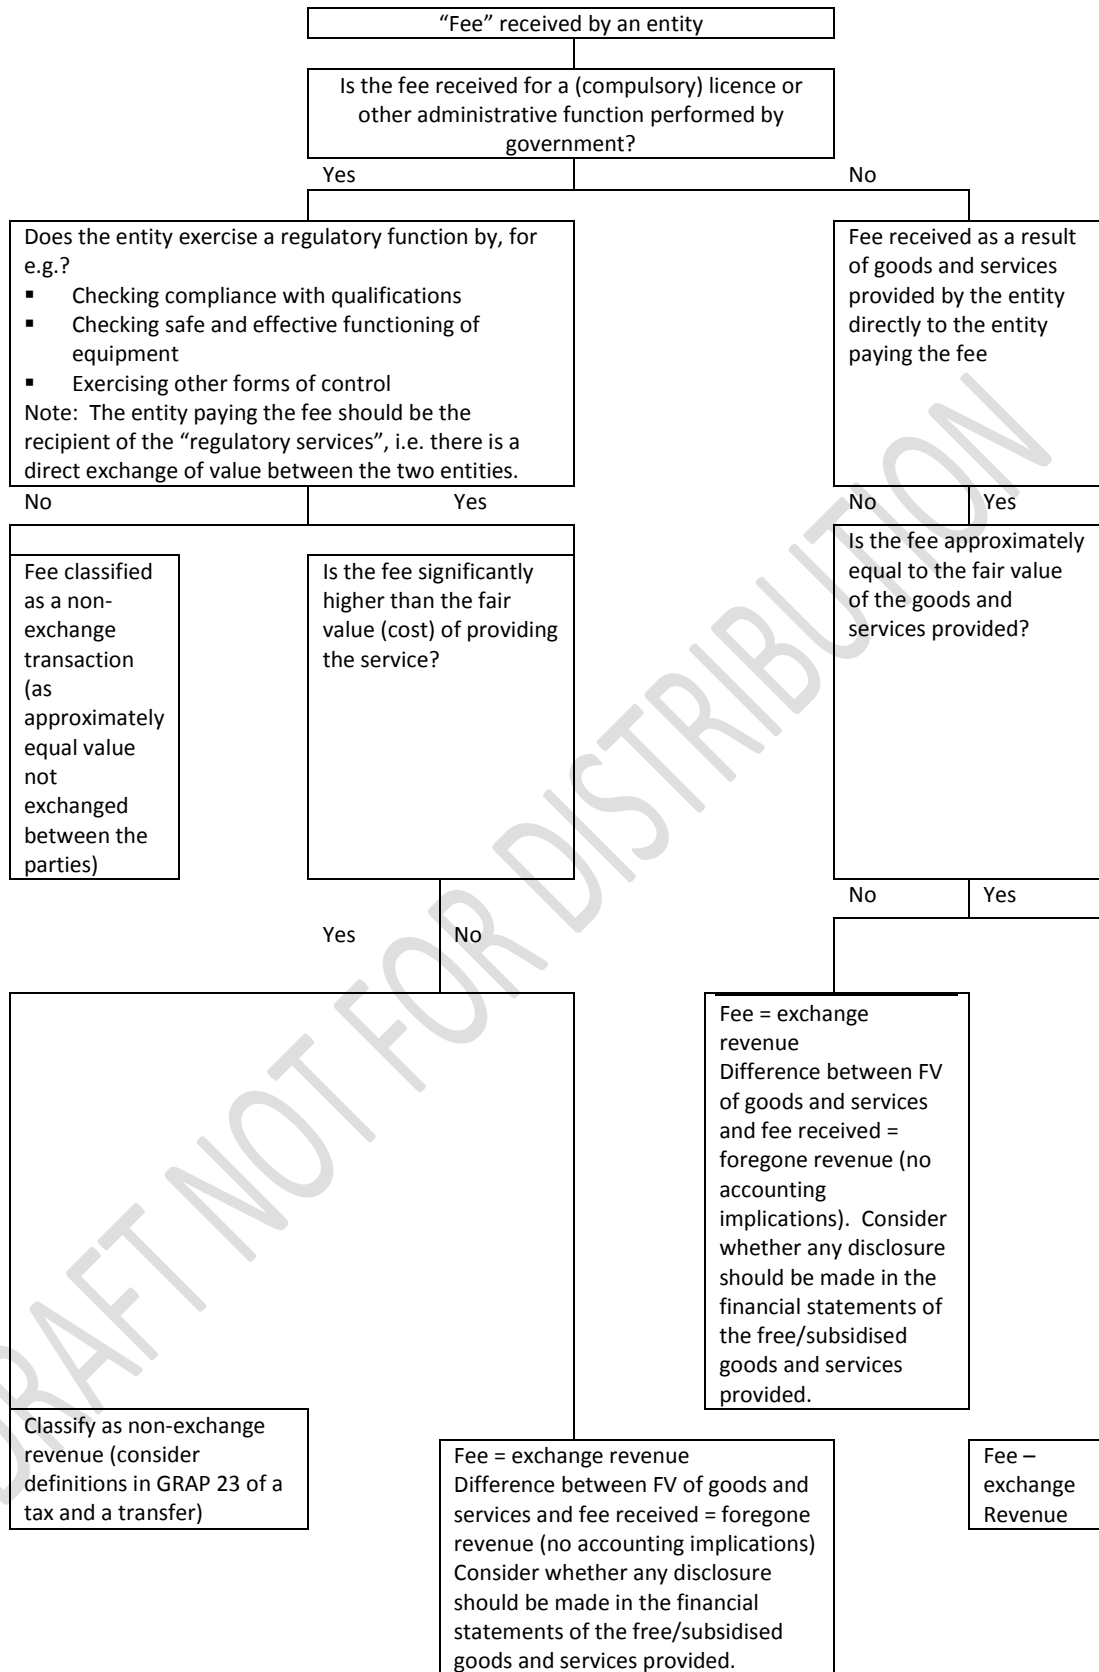 “Fee” received by an entity
Is the fee received for a (compulsory) licence or
other administrative function performed by
government?
Yes
No
Does the entity exercise a regulatory function by, for
e.g.?
▪ Checking compliance with qualifications
▪ Checking safe and effective functioning of
equipment
▪ Exercising other forms of control
Note: The entity paying the fee should be the
recipient of the “regulatory services”, i.e. there is a
direct exchange of value between the two entities.
Fee received as a result
of goods and services
provided by the entity
directly to the entity
paying the fee
No
Yes
No
Yes
Fee classified
as a non-
exchange
transaction
(as
approximately
equal value
not
exchanged
between the
parties)
Is the fee significantly
higher than the fair
value (cost) of providing
the service?
Is the fee approximately
equal to the fair value
of the goods and
services provided?
Yes
No
No
Yes
Fee = exchange
revenue
Difference between FV
of goods and services
and fee received =
foregone revenue (no
accounting
implications). Consider
whether any disclosure
should be made in the
financial statements of
the free/subsidised
goods and services
provided.
Classify as non-exchange
revenue (consider
definitions in GRAP 23 of a
tax and a transfer)
Fee = exchange revenue
Difference between FV of goods and
services and fee received = foregone
revenue (no accounting implications)
Consider whether any disclosure
should be made in the financial
statements of the free/subsidised
goods and services provided.
Fee –
exchange
Revenue
DRAFT NOT FOR DISTRIBUTION